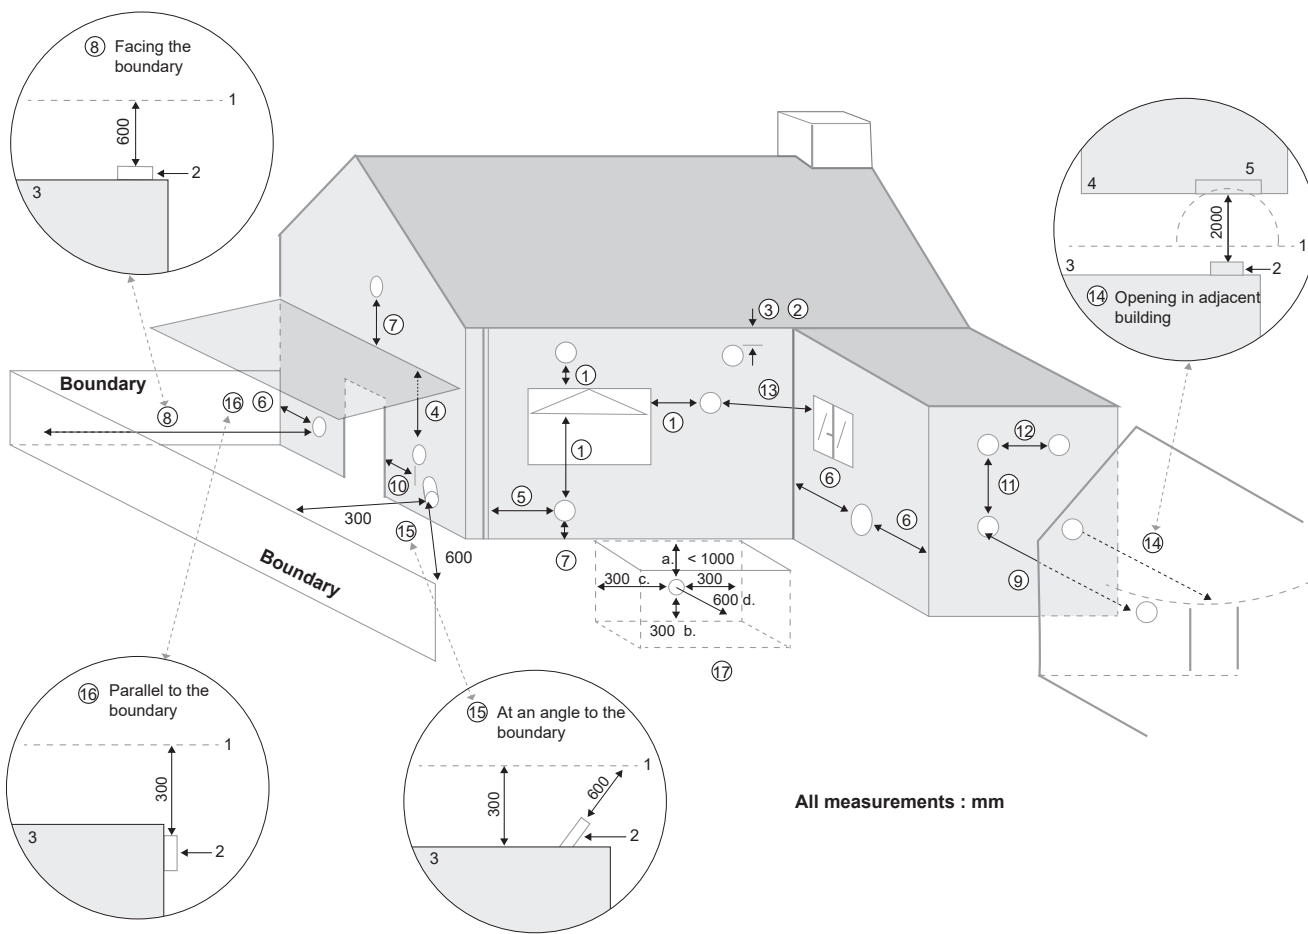 ⑧ Facing the
boundary
1
600
2
3
5
4
2000
1
3
2
⑭ Opening in adjacent
building
③ ②
⑦
①
⑬
Boundary
⑯ ⑥
⑧
④
①
①
⑫
⑥
⑩
⑤
⑪
⑥
300
⑮
600
⑦
a. < 1000
⑭
300 c.
300
⑨
600 d.
300 b.
Boundary
⑰
⑯ Parallel to the
boundary
1
300
3
2
⑮ At an angle to the
boundary
1
300
600
2
3
All measurements : mm